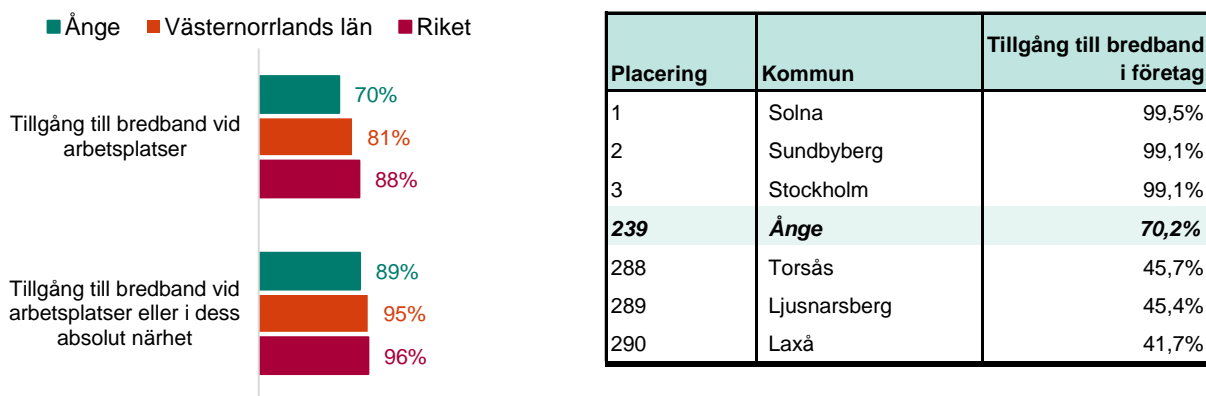 Ånge Västernorrlands län Riket
Tillgång till bredband vid
arbetsplatser
70%
81%
88%
Tillgång till bredband vid
arbetsplatser eller i dess
absolut närhet
89%
95%
96%
Placering Kommun Tillgång till bredband
i företag
1 Solna 99,5%
2 Sundbyberg 99,1%
3 Stockholm 99,1%
239 Ånge 70,2%
288 Torsås 45,7%
289 Ljusnarsberg 45,4%
290 Laxå 41,7%